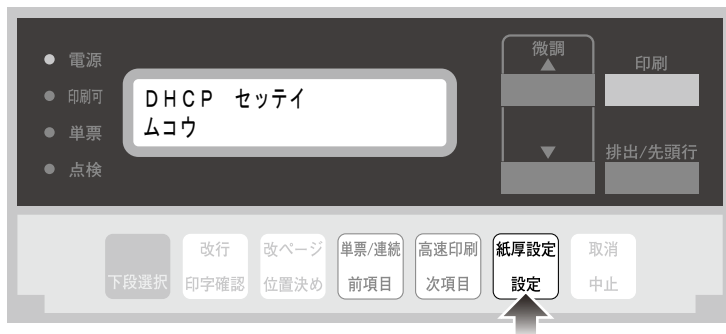 電源
印刷可
単票
点検
DHCP セッテイ
ムコウ
微調
▲
▼
印刷
排出/先頭行
下段選択
改行
印字確認
改ページ
位置決め
単票/連続
前項目
高速印刷
次項目
紙厚設定
設定
取消
中止